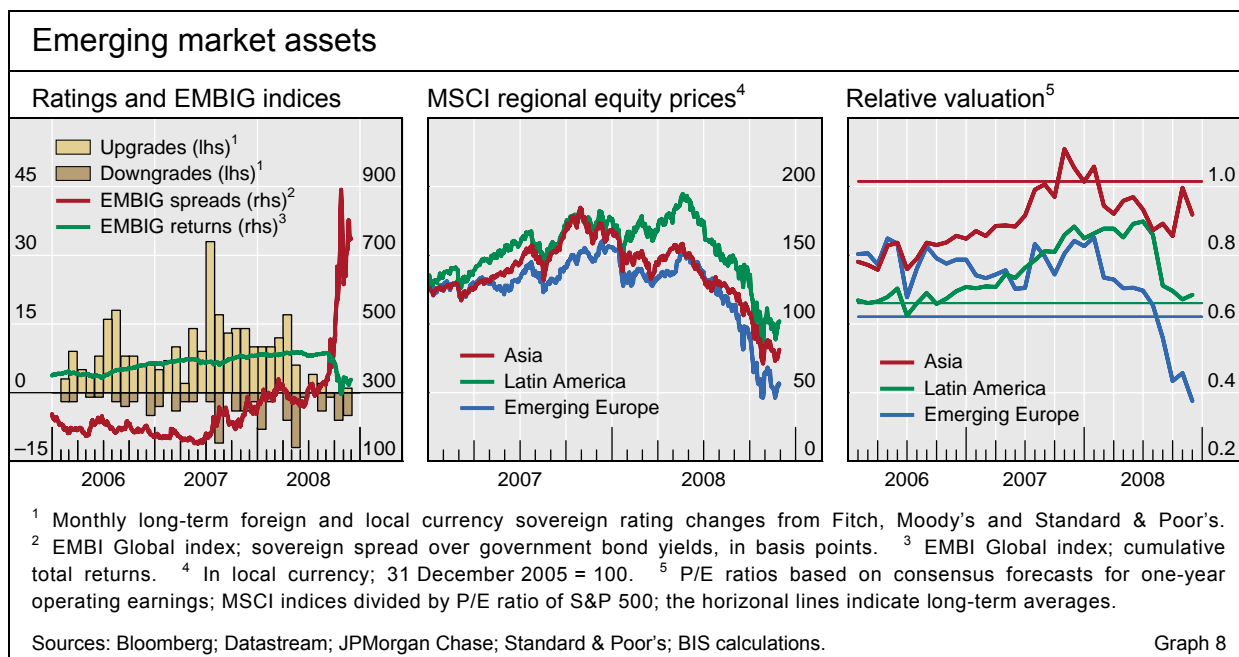 Emerging market assets
Ratings and EMBIG indices
Upgrades (lhs)1
Downgrades (lhs)1
EMBIG spreads (rhs)2
EMBIG returns (rhs)3
45
30
15
0
–15
900
700
500
300
100
2006
2007
2008
MSCI regional equity prices4
200
150
100
50
0
Asia
Latin America
Emerging Europe
2007
2008
Relative valuation5
1.0
0.8
0.6
0.4
0.2
Asia
Latin America
Emerging Europe
2006
2007
2008
1 Monthly long-term foreign and local currency sovereign rating changes from Fitch, Moody's and Standard & Poor's.
2 EMBI Global index; sovereign spread over government bond yields, in basis points. 3 EMBI Global index; cumulative
total returns. 4 In local currency; 31 December 2005 = 100. 5 P/E ratios based on consensus forecasts for one-year
operating earnings; MSCI indices divided by P/E ratio of S&P 500; the horizonal lines indicate long-term averages.
Sources: Bloomberg; Datastream; JPMorgan Chase; Standard & Poor's; BIS calculations.
Graph 8